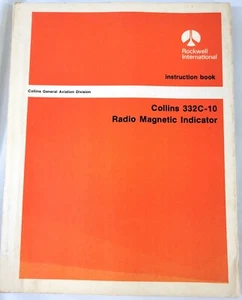 Rockwell
International
instruction book
Collins General Aviation Division
Collins 332C-10
Radio Magnetic Indicator